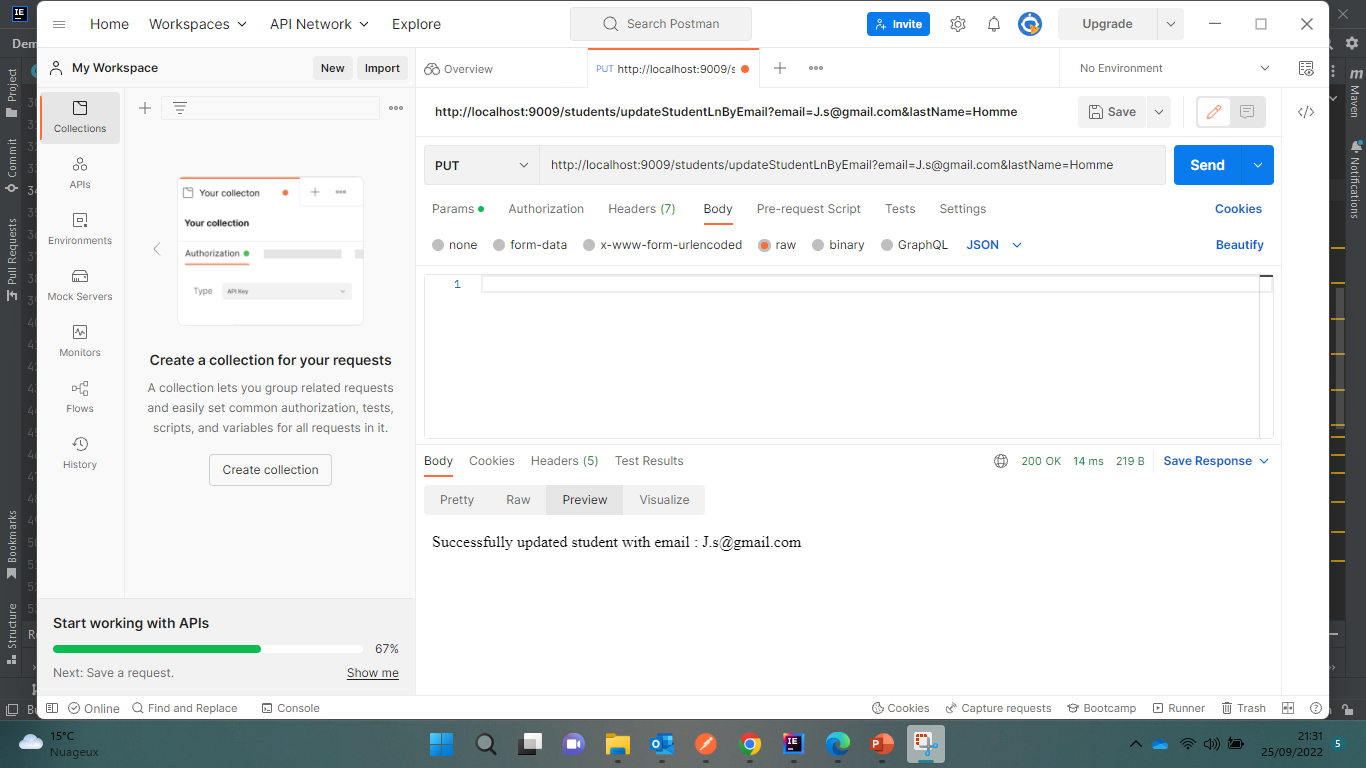 Home Workspaces API Network Explore Search Postman Invite Upgrade
Dem
Project
Commit
Pull Requests
Bookmarks
Structure
Maven
Notifications
My Workspace New Import
Overview PUT http://localhost:9009/s No Environment
http://localhost:9009/students/updateStudentLnByEmail?email=J.s@gmail.com&lastName=Homme Save
PUT http://localhost:9009/students/updateStudentLnByEmail?email=J.s@gmail.com&lastName=Homme Send
Params Authorization Headers (7) Body Pre-request Script Tests Settings Cookies
none form-data x-www-form-urlencoded raw binary GraphQL JSON Beautify
1
Collections
APIs
Environments
Mock Servers
Monitors
Flows
History
Your collecton
Your collection
Authorization
Type API Key
Create a collection for your requests
A collection lets you group related requests
and easily set common authorization, tests,
scripts, and variables for all requests in it.
Create collection
Body Cookies Headers (5) Test Results 200 OK 14 ms 219 B Save Response
Pretty Raw Preview Visualize
Successfully updated student with email : J.s@gmail.com
Start working with APIs
67%
Next: Save a request. Show me
Online Find and Replace Console Cookies Capture requests Bootcamp Runner Trash
15°C
Nuageux
21:31
25/09/2022
5